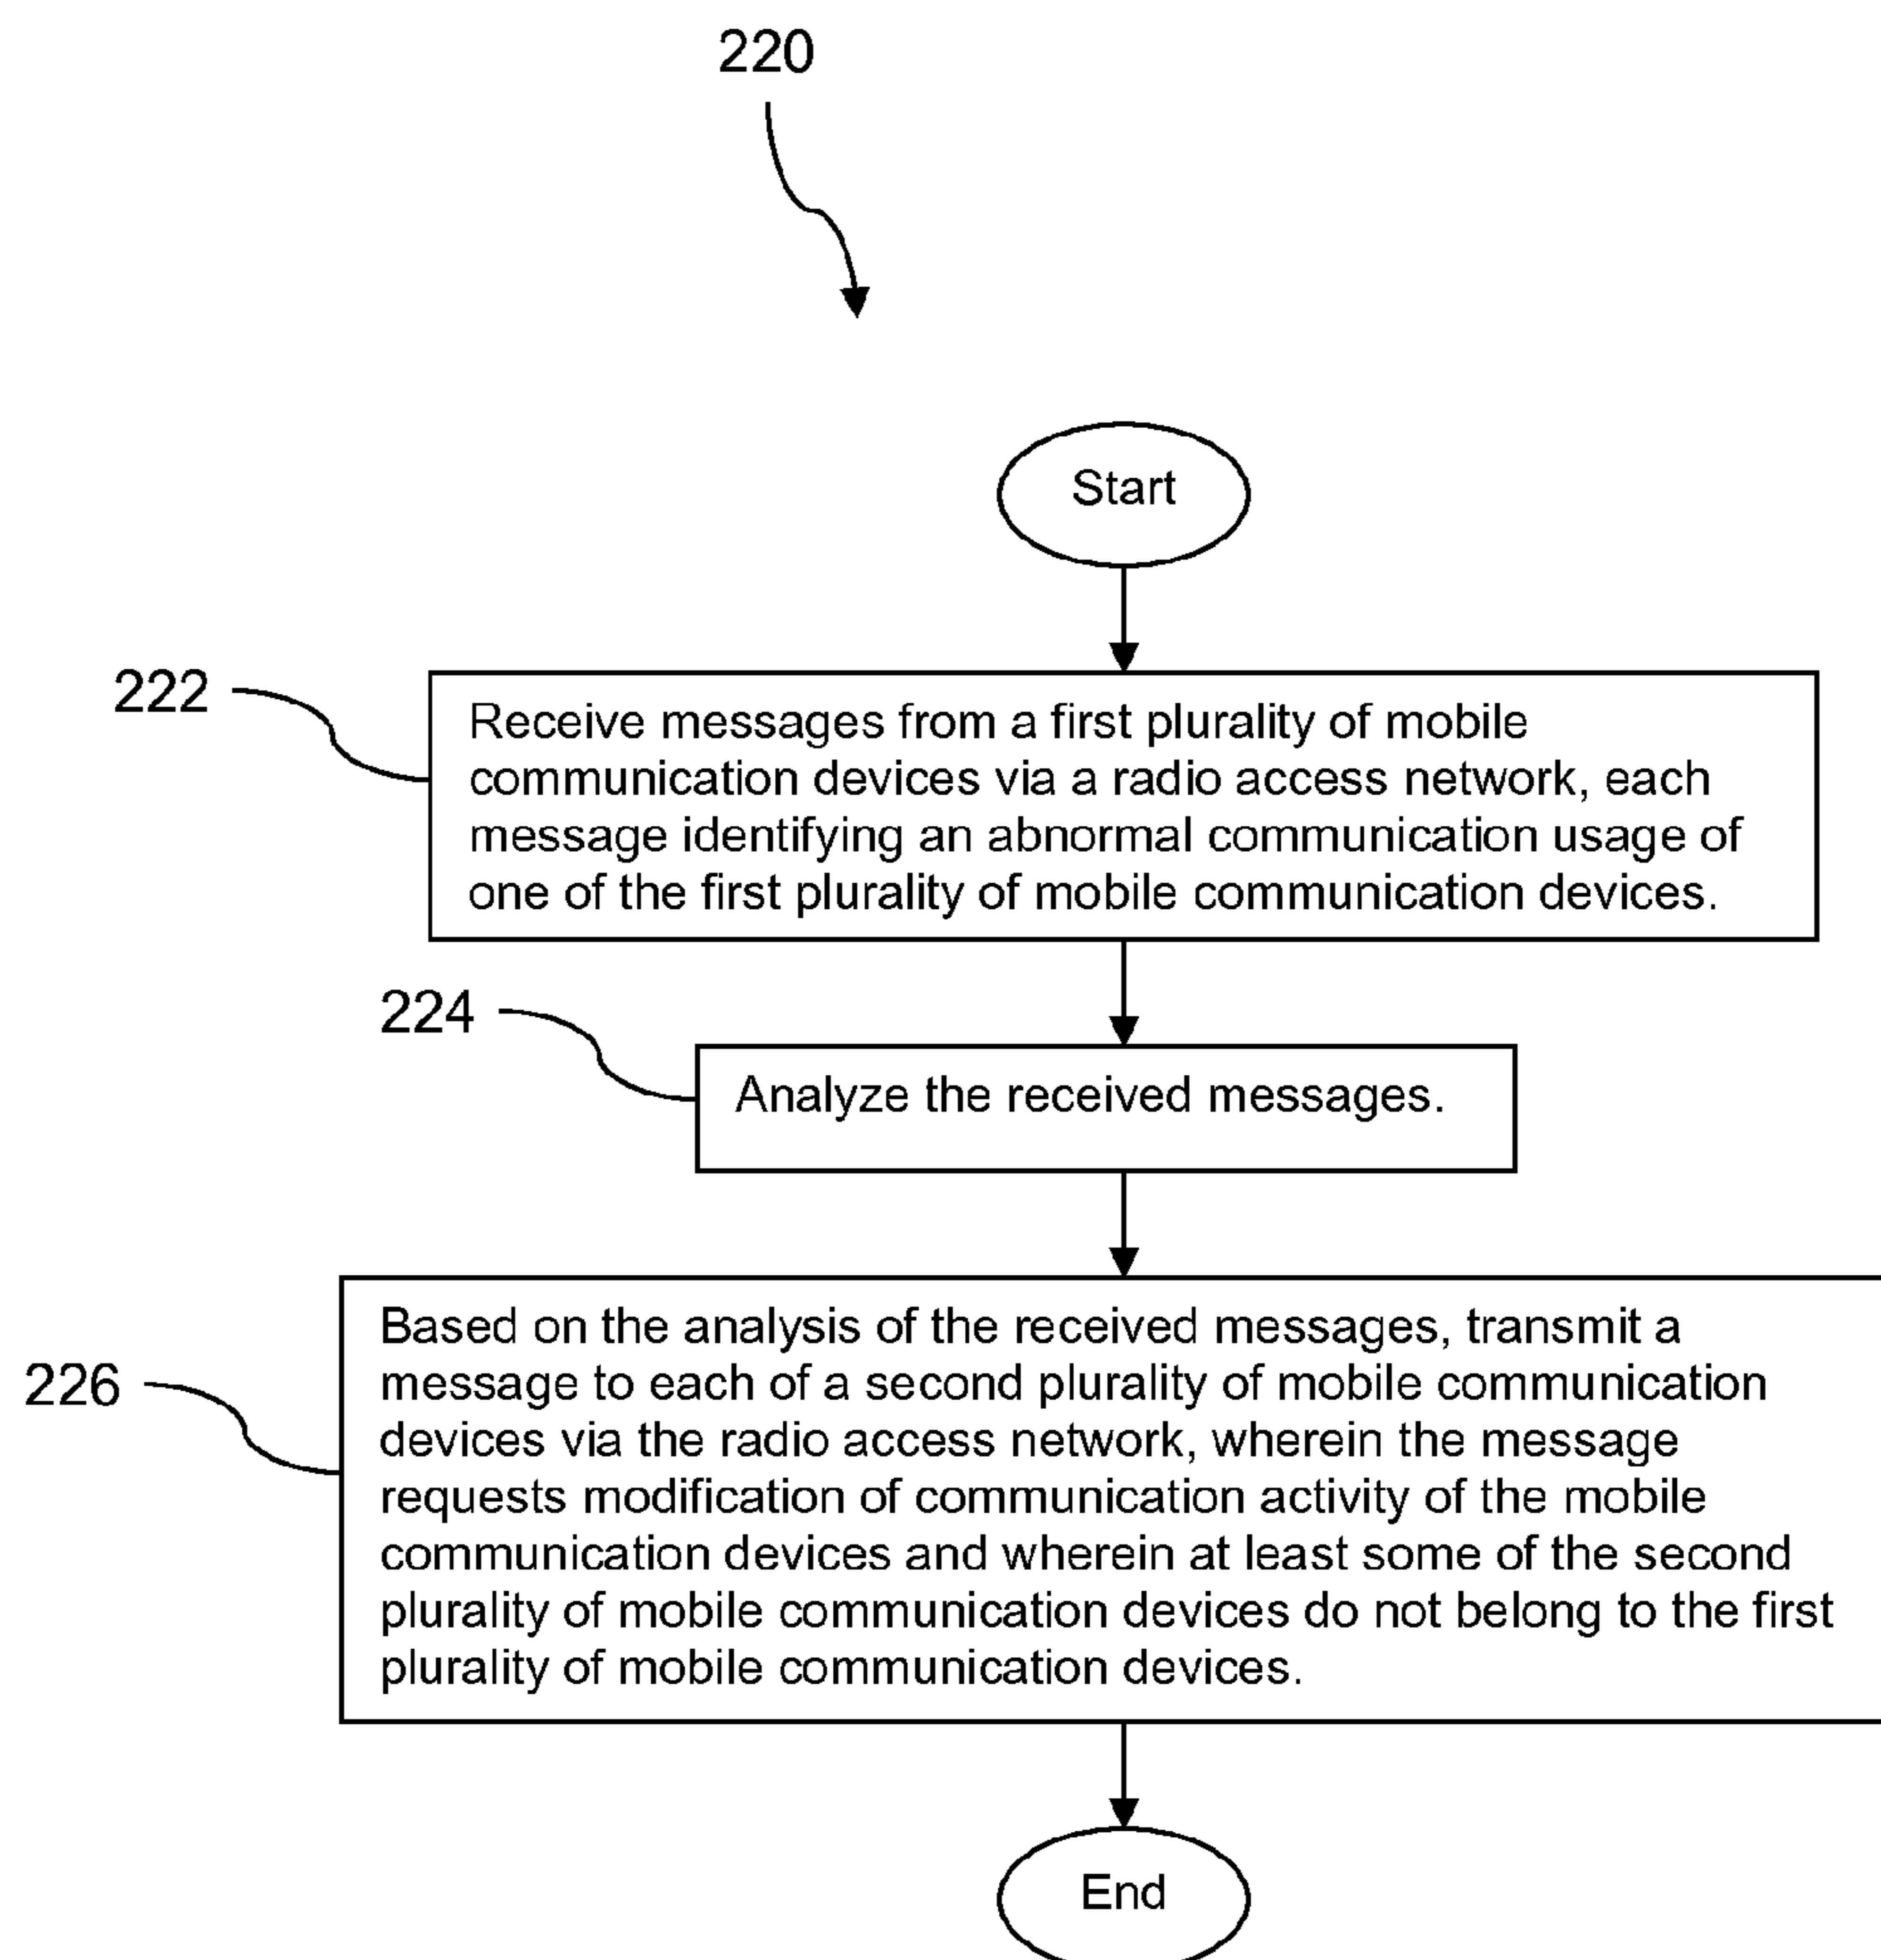 220
Start
222
Receive messages from a first plurality of mobile
communication devices via a radio access network, each
message identifying an abnormal communication usage of
one of the first plurality of mobile communication devices.
224
Analyze the received messages.
226
Based on the analysis of the received messages, transmit a
message to each of a second plurality of mobile communication
devices via the radio access network, wherein the message
requests modification of communication activity of the mobile
communication devices and wherein at least some of the second
plurality of mobile communication devices do not belong to the first
plurality of mobile communication devices.
End